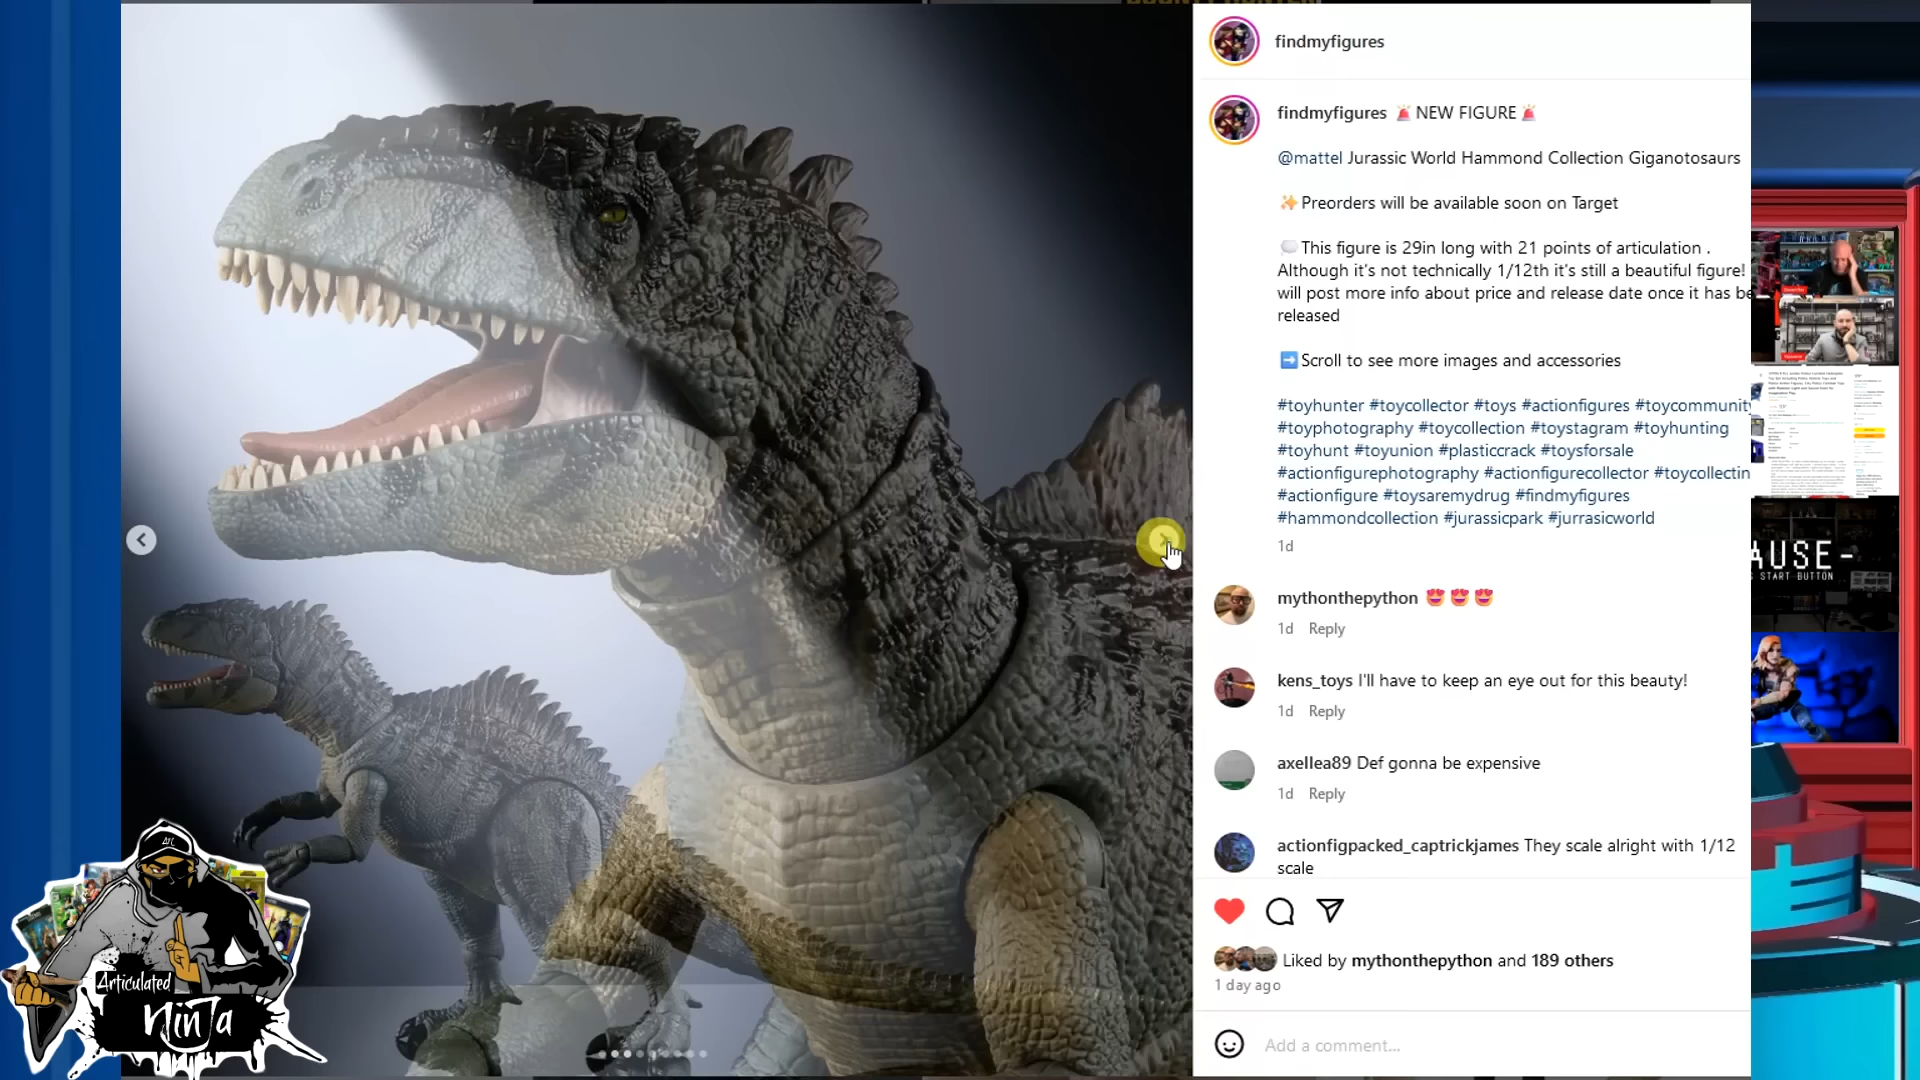 findmyfigures
findmyfigures 🚨 NEW FIGURE 🚨
@mattel Jurassic World Hammond Collection Giganotosaurs
✨ Preorders will be available soon on Target
This figure is 29in long with 21 points of articulation .
Although it's not technically 1/12th it's still a beautiful figure!
will post more info about price and release date once it has be
released
➡️ Scroll to see more images and accessories
#toyhunter #toycollector #toys #actionfigures #toycommunity
#toyphotography #toycollection #toystagram #toyhunting
#toyhunt #toyunion #plasticcrack #toysforsale
#actionfigurephotography #actionfigurecollector #toycollectin
#actionfigure #toysaremydrug #findmyfigures
#hammondcollection #jurassicpark #jurrasicworld
1d
mythonthepython 😍 😍 😍
1d Reply
kens_toys I'll have to keep an eye out for this beauty!
1d Reply
axellea89 Def gonna be expensive
1d Reply
actionfigpacked_captrickjames They scale alright with 1/12
scale
Liked by mythonthepython and 189 others
1 day ago
Add a comment...
AUSE-
START BUTTON
Articulated
NinJa